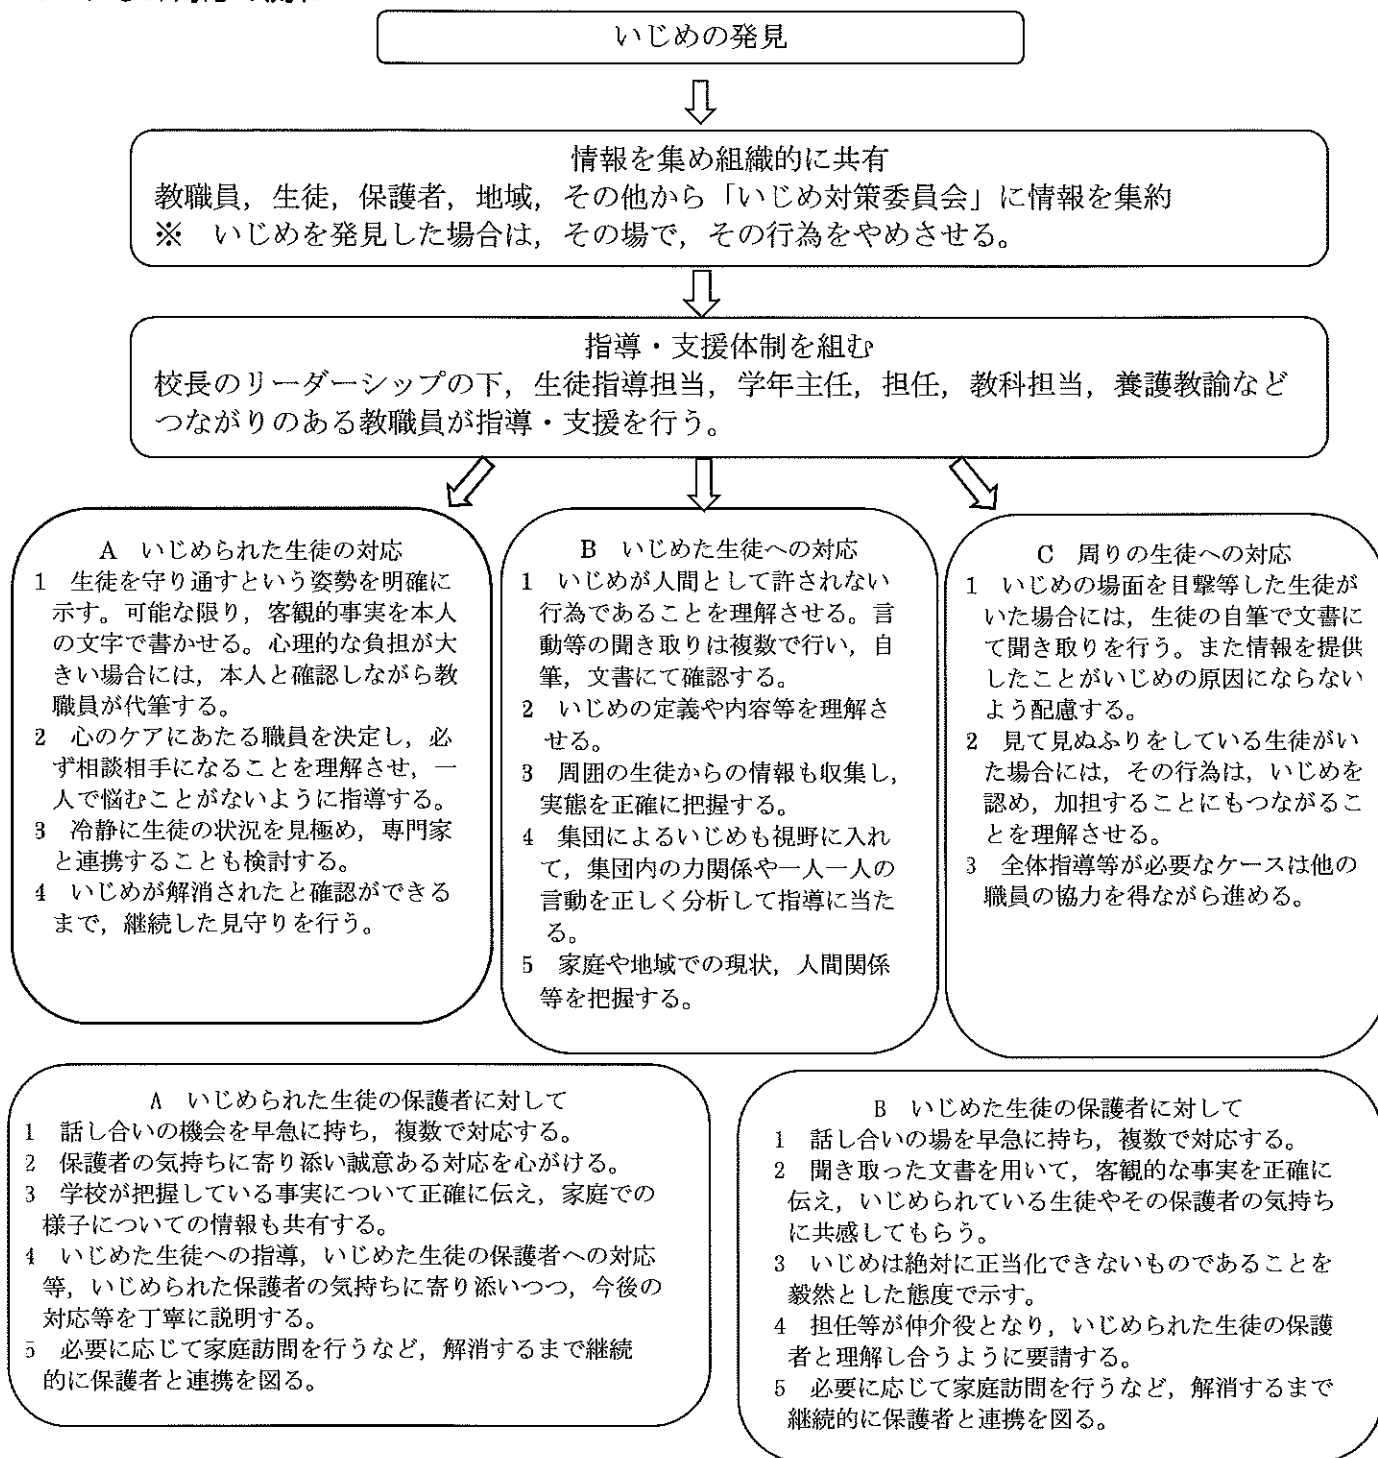 いじめの発見
情報を集め組織的に共有
教職員，生徒，保護者，地域，その他から「いじめ対策委員会」に情報を集約
※　いじめを発見した場合は，その場で，その行為をやめさせる。
指導・支援体制を組む
校長のリーダーシップの下，生徒指導担当，学年主任，担任，教科担当，養護教諭など
つながりのある教職員が指導・支援を行う。
A　いじめられた生徒の対応
1　生徒を守り通すという姿勢を明確に
示す。可能な限り，客観的事実を本人
の文字で書かせる。心理的な負担が大
きい場合には，本人と確認しながら教
職員が代筆する。
2　心のケアにあたる職員を決定し，必
ず相談相手になることを理解させ，一
人で悩むことがないように指導する。
3　冷静に生徒の状況を見極め，専門家
と連携することも検討する。
4　いじめが解消されたと確認ができる
まで，継続した見守りを行う。
B　いじめた生徒への対応
1　いじめが人間として許されない
行為であることを理解させる。言
動等の聞き取りは複数で行い，自
筆，文書にて確認する。
2　いじめの定義や内容等を理解さ
せる。
3　周囲の生徒からの情報も収集し，
実態を正確に把握する。
4　集団によるいじめも視野に入れ
て，集団内の力関係や一人一人の
言動を正しく分析して指導に当た
る。
5　家庭や地域での現状，人間関係
等を把握する。
C　周りの生徒への対応
1　いじめの場面を目撃等した生徒が
いた場合には，生徒の自筆で文書に
て聞き取りを行う。また情報を提供
したことがいじめの原因にならない
よう配慮する。
2　見て見ぬふりをしている生徒がい
た場合には，その行為は，いじめを
認め，加担することにもつながるこ
とを理解させる。
3　全体指導等が必要なケースは他の
職員の協力を得ながら進める。
A　いじめられた生徒の保護者に対して
1　話し合いの機会を早急に持ち，複数で対応する。
2　保護者の気持ちに寄り添い誠意ある対応を心がける。
3　学校が把握している事実について正確に伝え，家庭での
様子についての情報も共有する。
4　いじめた生徒への指導，いじめた生徒の保護者への対応
等，いじめられた保護者の気持ちに寄り添いつつ，今後の
対応等を丁寧に説明する。
5　必要に応じて家庭訪問を行うなど，解消するまで継続
的に保護者と連携を図る。
B　いじめた生徒の保護者に対して
1　話し合いの場を早急に持ち，複数で対応する。
2　聞き取った文書を用いて，客観的な事実を正確に
伝え，いじめられている生徒やその保護者の気持ち
に共感してもらう。
3　いじめは絶対に正当化できないものであることを
毅然とした態度で示す。
4　担任等が仲介役となり，いじめられた生徒の保護
者と理解し合うように要請する。
5　必要に応じて家庭訪問を行うなど，解消するまで
継続的に保護者と連携を図る。